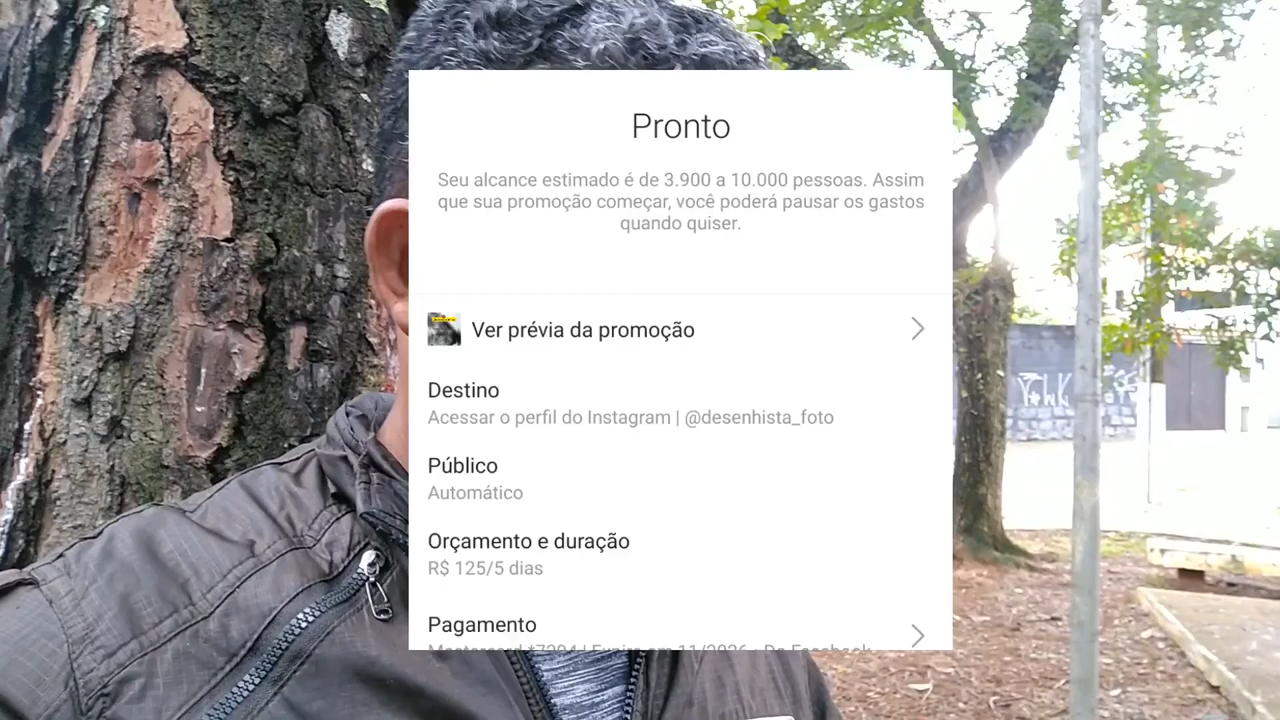 Pronto
Seu alcance estimado é de 3.900 a 10.000 pessoas. Assim
que sua promoção começar, você poderá pausar os gastos
quando quiser.
Ver prévia da promoção
Destino
Acessar o perfil do Instagram | @desenhista_foto
Público
Automático
Orçamento e duração
R$ 125/5 dias
Pagamento